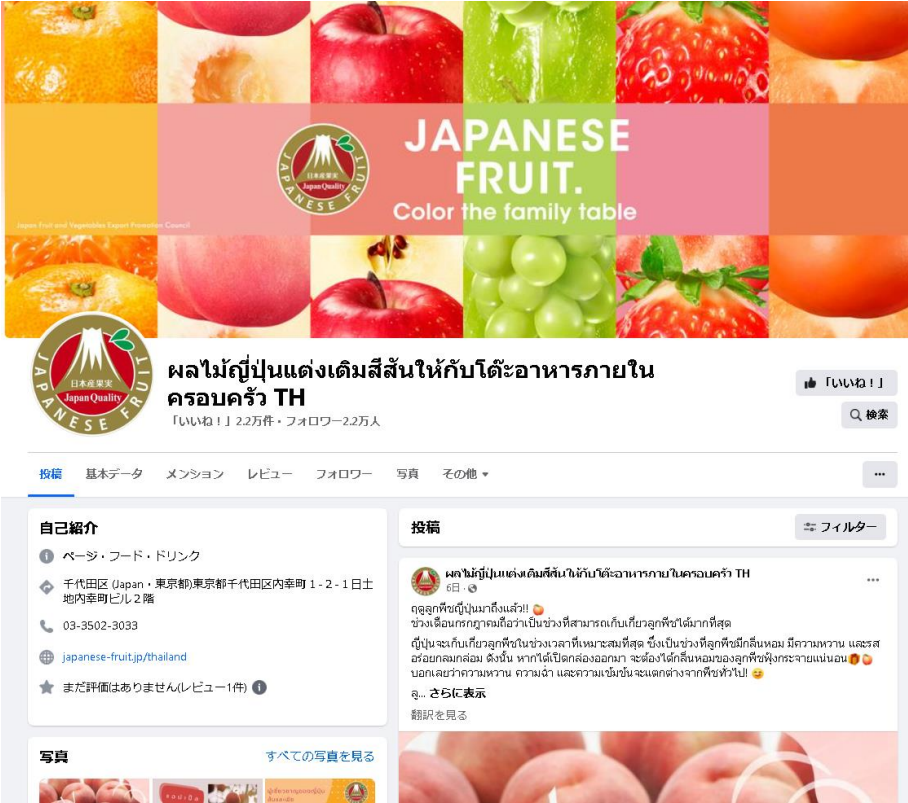 JAPANESE
FRUIT.
Color the family table
日本産果実
Japan Quality
JAPANESE FRUIT
Japan Fruit and Vegetables Export Promotion Council
日本産果実
Japan Quality
JAPANESE FRUIT
ผลไม้ญี่ปุ่นแต่งเติมสีสันให้กับโต๊ะอาหารภายใน
ครอบครัว TH
「いいね！」2.2万件・フォロワー2.2万人
「いいね！」
検索
投稿 基本データ メンション レビュー フォロワー 写真 その他
自己紹介
ページ・フード・ドリンク
千代田区 (Japan・東京都)東京都千代田区内幸町１-２-１日土
地内幸町ビル２階
03-3502-3033
japanese-fruit.jp/thailand
まだ評価はありません(レビュー1件)
写真 すべての写真を見る
投稿 フィルター
ผลไม้ญี่ปุ่นแต่งเติมสีสันให้กับโต๊ะอาหารภายในครอบครัว TH
6日
ฤดูลูกพีชญี่ปุ่นมาถึงแล้ว!! 🍑
ช่วงเดือนกรกฎาคมถือว่าเป็นช่วงที่สามารถเก็บเกี่ยวลูกพีชได้มากที่สุด
ญี่ปุ่นจะเก็บเกี่ยวลูกพีชในช่วงเวลาที่เหมาะสมที่สุด ซึ่งเป็นช่วงที่ลูกพีชมีกลิ่นหอม มีความหวาน และรส
อร่อยกลมกล่อม ดังนั้น หากได้เปิดกล่องออกมา จะต้องได้กลิ่นหอมของลูกพีชฟุ้งกระจายแน่นอน🎁🍑
บอกเลยว่าความหวาน ความฉ่ำ และความเข้มข้นจะแตกต่างจากพีชทั่วไป! 😋
ลู... さらに表示
翻訳を見る